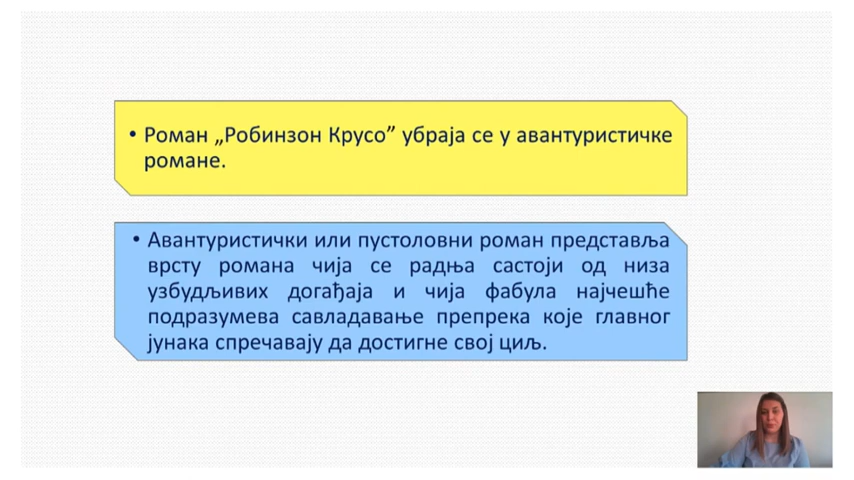 • Роман „Робинзон Крусо” убраја се у авантуристичке
романе.
• Авантуристички или пустоловни роман представља
врсту романа чија се радња састоји од низа
узбудљивих догађаја и чија фабула најчешће
подразумева савладавање препрека које главног
јунака спречавају да достигне свој циљ.